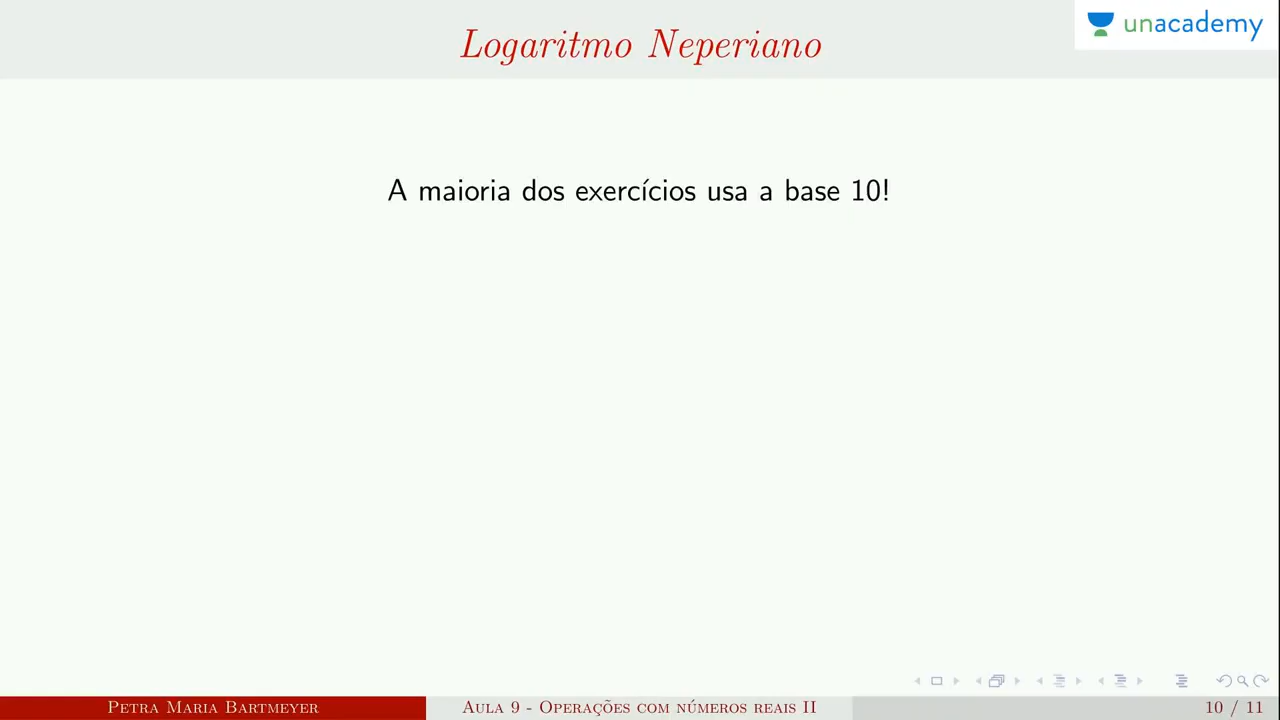 Logaritmo Neperiano
unacademy
A maioria dos exercícios usa a base 10!
Petra Maria Bartmeyer
Aula 9 - Operações com números reais II
10 / 11